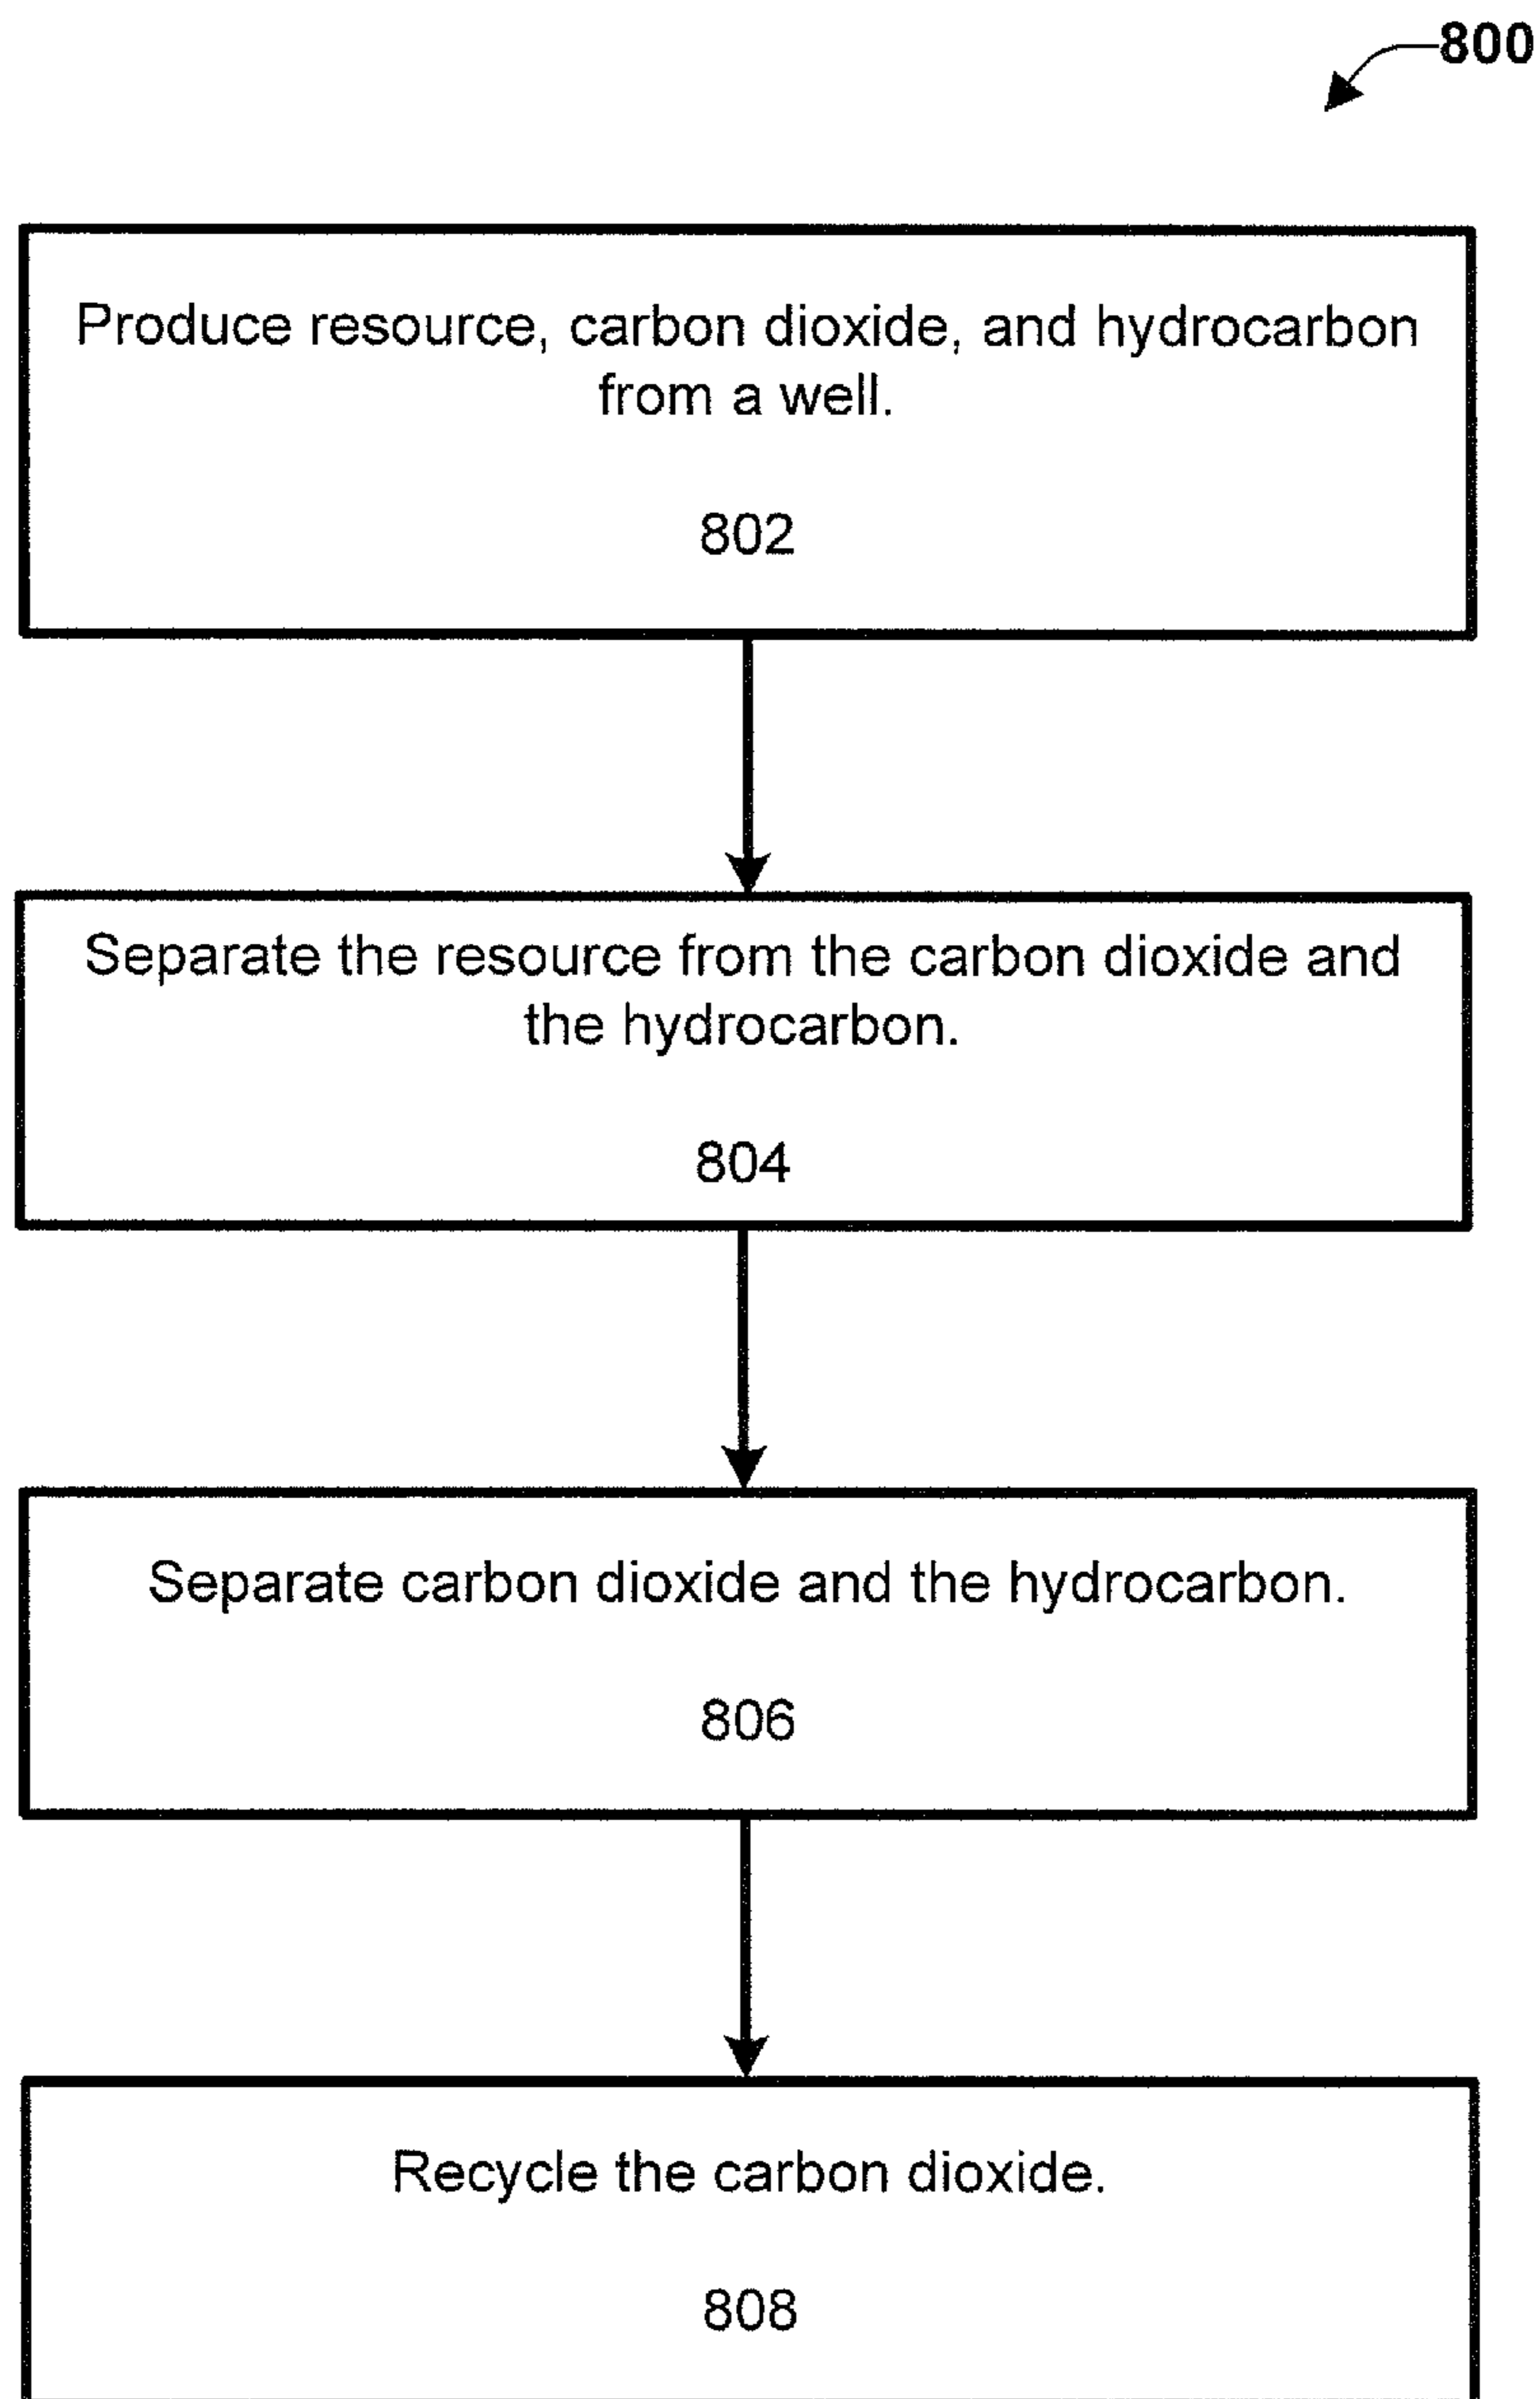 800
Produce resource, carbon dioxide, and hydrocarbon
from a well.
802
Separate the resource from the carbon dioxide and
the hydrocarbon.
804
Separate carbon dioxide and the hydrocarbon.
806
Recycle the carbon dioxide.
808